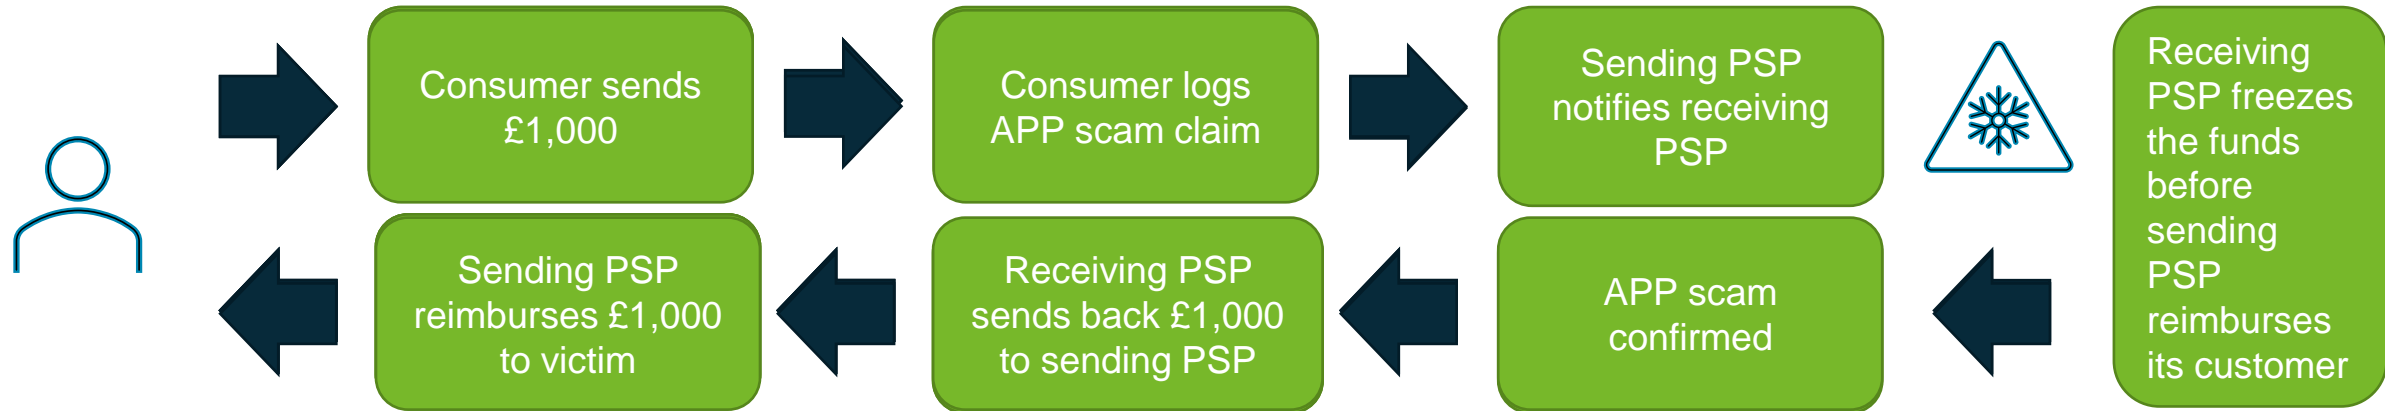 Consumer sends
£1,000
Consumer logs
APP scam claim
Sending PSP
notifies receiving
PSP
Receiving
PSP freezes
the funds
before
sending
PSP
reimburses
its customer
APP scam
confirmed
Receiving PSP
sends back £1,000
to sending PSP
Sending PSP
reimburses £1,000
to victim